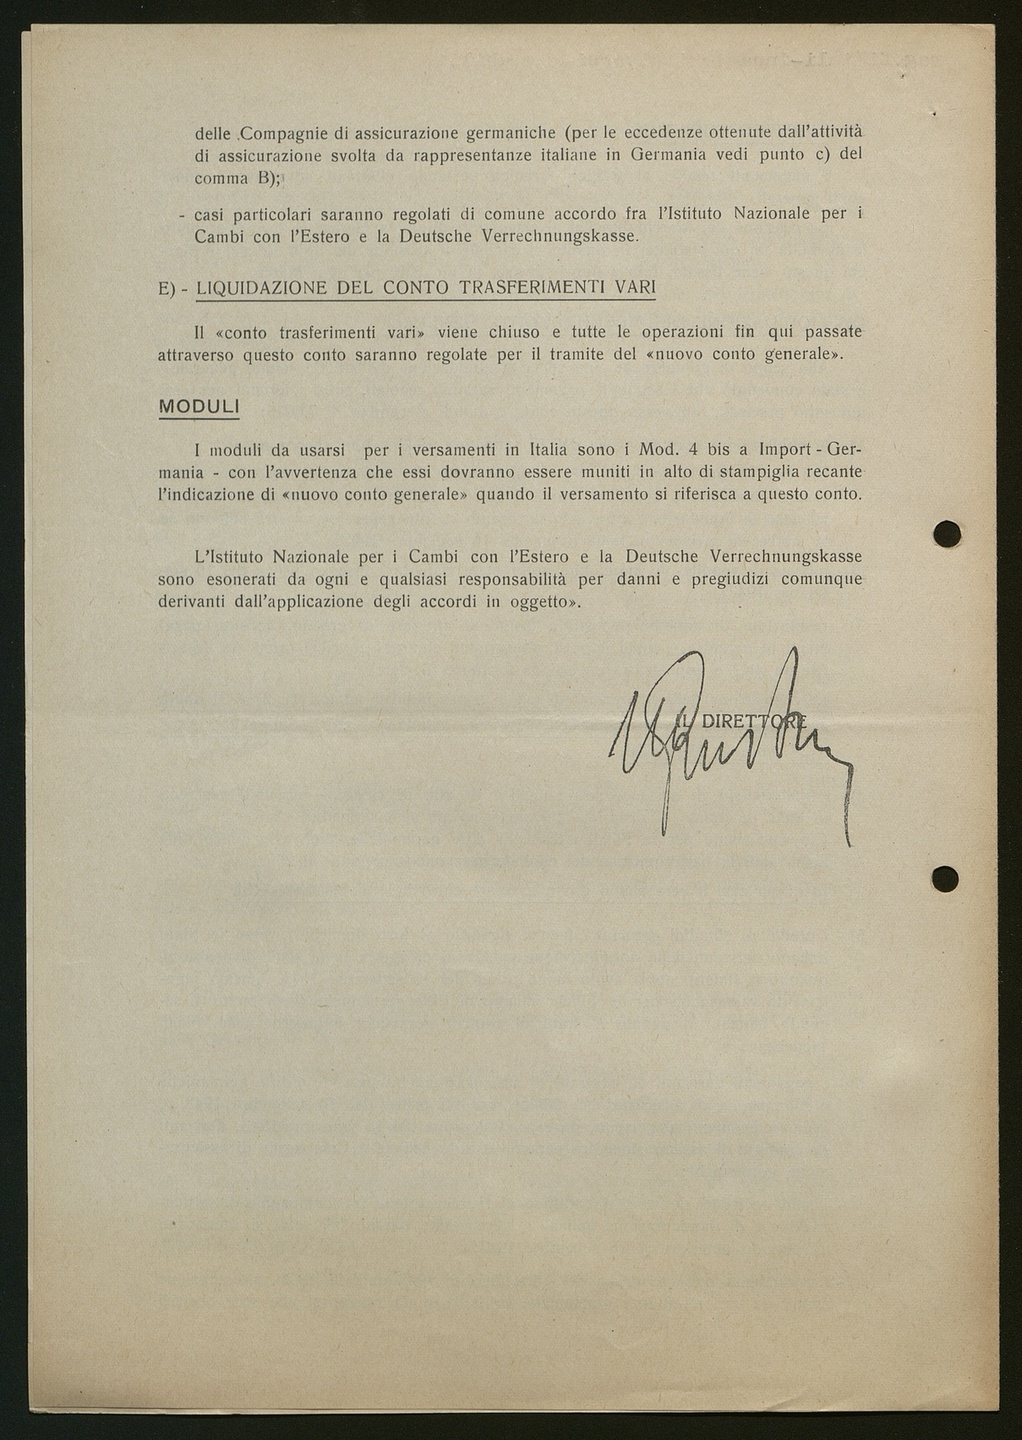 delle Compagnie di assicurazione germaniche (per le eccedenze ottenute dall'attività
di assicurazione svolta da rappresentanze italiane in Germania vedi punto c) del
comma B);
- casi particolari saranno regolati di comune accordo fra l'Istituto Nazionale per i
Cambi con l'Estero e la Deutsche Verrechnungskasse.
E) - LIQUIDAZIONE DEL CONTO TRASFERIMENTI VARI
Il «conto trasferimenti vari» viene chiuso e tutte le operazioni fin qui passate
attraverso questo conto saranno regolate per il tramite del «nuovo conto generale».
MODULI
I moduli da usarsi per i versamenti in Italia sono i Mod. 4 bis a Import - Ger-
mania - con l'avvertenza che essi dovranno essere muniti in alto di stampiglia recante
l'indicazione di «nuovo conto generale» quando il versamento si riferisca a questo conto.
L'Istituto Nazionale per i Cambi con l'Estero e la Deutsche Verrechnungskasse
sono esonerati da ogni e qualsiasi responsabilità per danni e pregiudizi comunque
derivanti dall'applicazione degli accordi in oggetto».
IL DIRETTORE